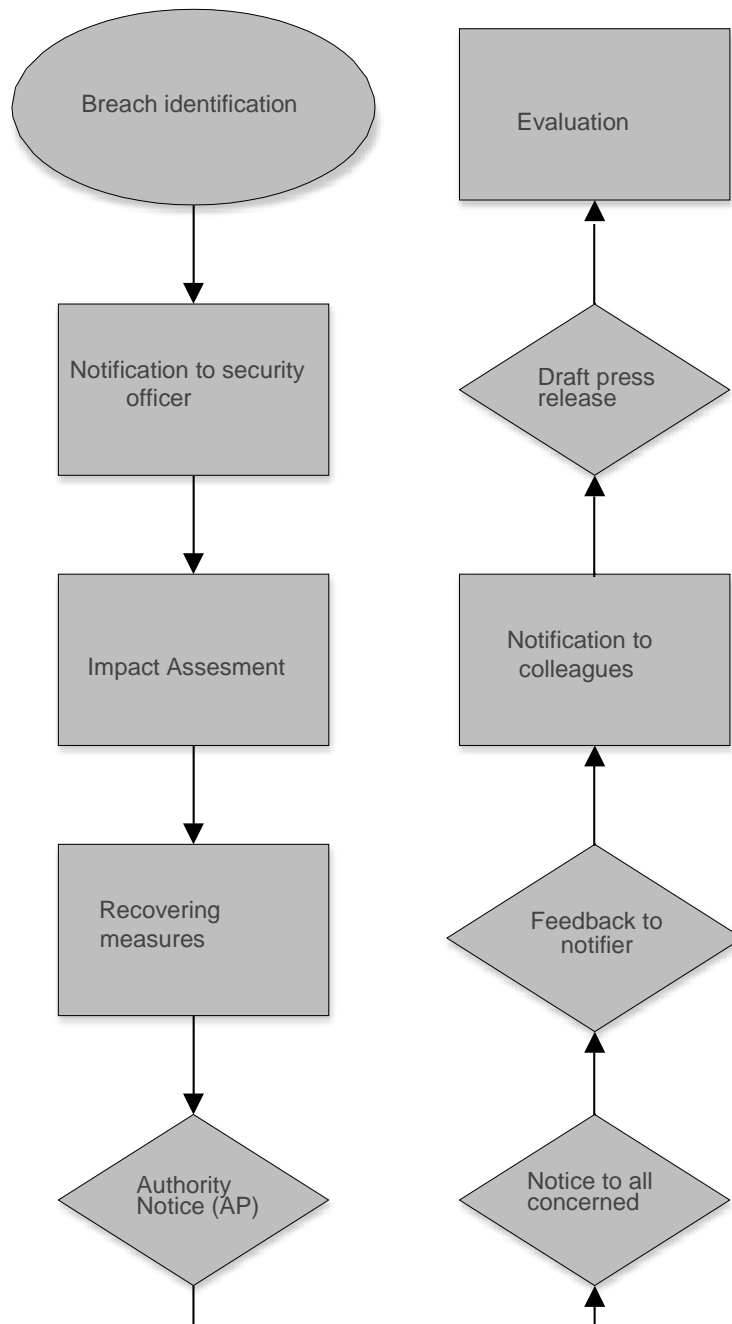 Breach identification
Notification to security
officer
Impact Assesment
Recovering
measures
Authority
Notice (AP)
Notice to all
concerned
Feedback to
notifier
Notification to
colleagues
Draft press
release
Evaluation